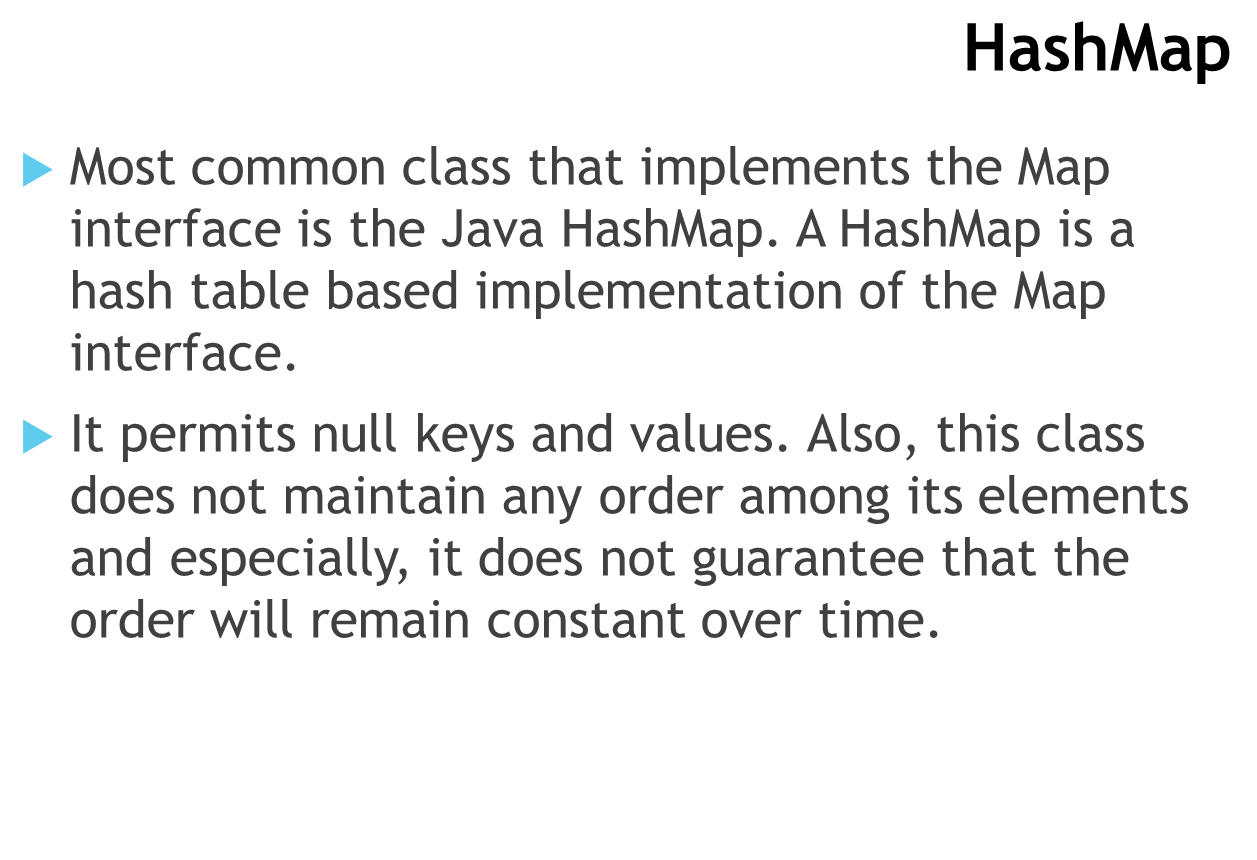 HashMap
Most common class that implements the Map
interface is the Java HashMap. A HashMap is a
hash table based implementation of the Map
interface.
It permits null keys and values. Also, this class
does not maintain any order among its elements
and especially, it does not guarantee that the
order will remain constant over time.